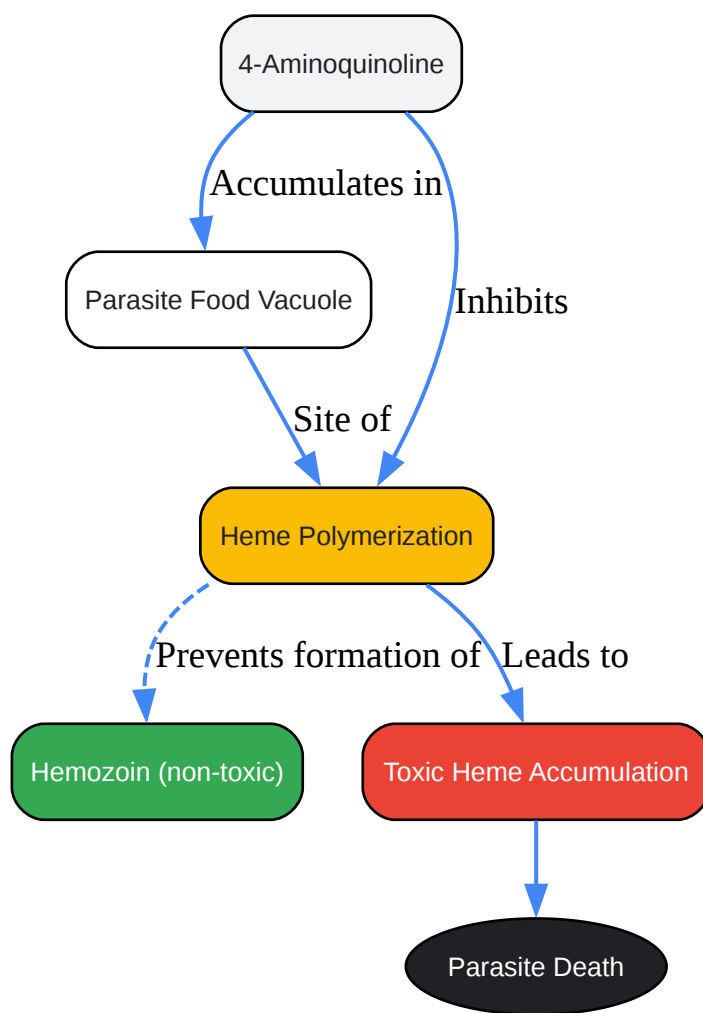 4-Aminoquinoline
Accumulates in
Parasite Food Vacuole
Inhibits
Site of
Heme Polymerization
Prevents formation of
Leads to
Hemozoin (non-toxic)
Toxic Heme Accumulation
Parasite Death